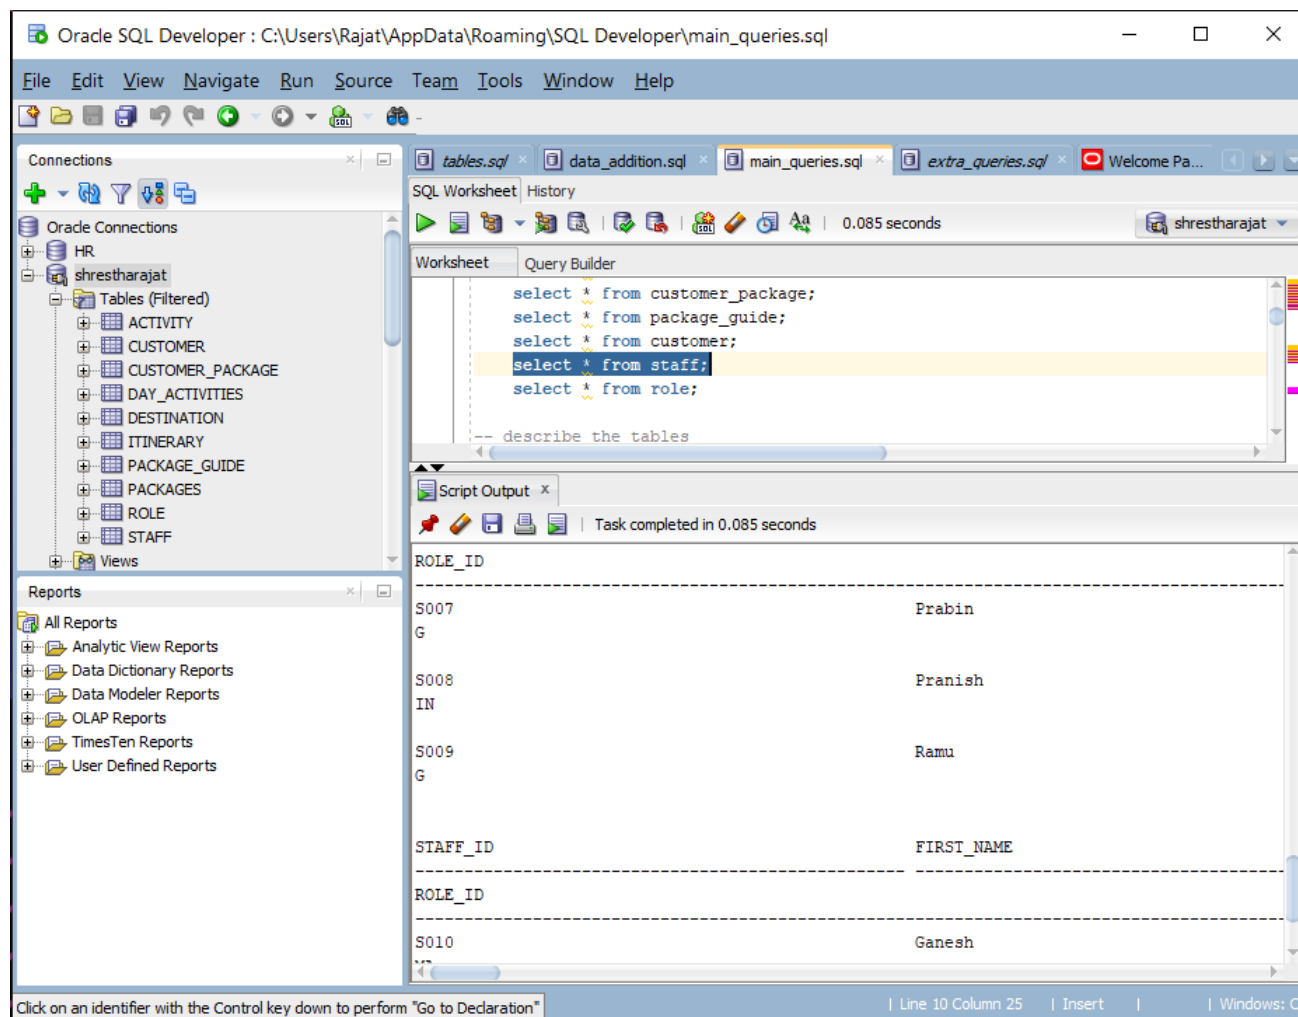 Oracle SQL Developer : C:\Users\Rajat\AppData\Roaming\SQL Developer\main_queries.sql
File Edit View Navigate Run Source Team Tools Window Help
Connections
Oracle Connections
HR
shrestharajat
Tables (Filtered)
ACTIVITY
CUSTOMER
CUSTOMER_PACKAGE
DAY_ACTIVITIES
DESTINATION
ITINERARY
PACKAGE_GUIDE
PACKAGES
ROLE
STAFF
Views
Reports
All Reports
Analytic View Reports
Data Dictionary Reports
Data Modeler Reports
OLAP Reports
TimesTen Reports
User Defined Reports
tables.sql data_addition.sql main_queries.sql extra_queries.sql Welcome Pa...
SQL Worksheet History
0.085 seconds shrestharajat
Worksheet Query Builder
select * from customer_package;
select * from package_guide;
select * from customer;
select * from staff;
select * from role;
-- describe the tables
Script Output x
Task completed in 0.085 seconds
ROLE_ID
S007 Prabin
G
S008 Pranish
IN
S009 Ramu
G
STAFF_ID FIRST_NAME
ROLE_ID
S010 Ganesh
Click on an identifier with the Control key down to perform "Go to Declaration" | Line 10 Column 25 | Insert | | Windows: C